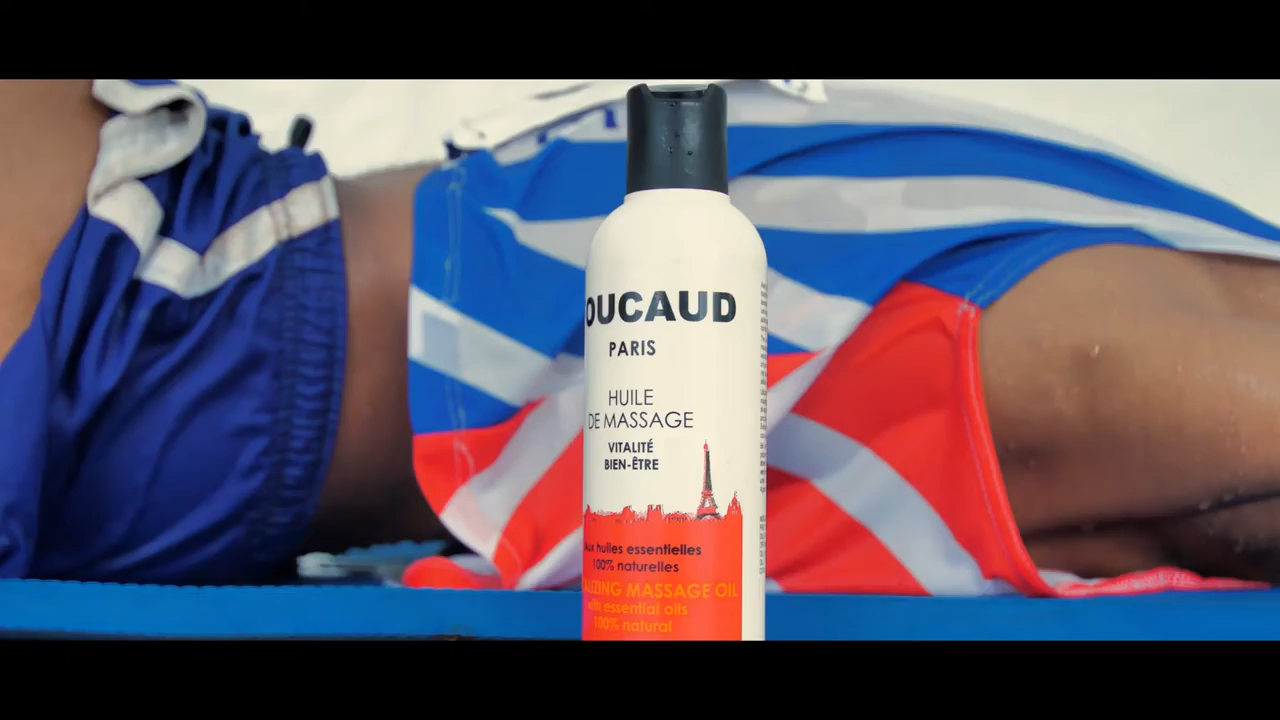 OUCAUD
PARIS
HUILE
DE MASSAGE
VITALITÉ
BIEN-ÊTRE
aux huiles essentielles
100% naturelles
MASSAGE OIL
with essential oils
100% natural